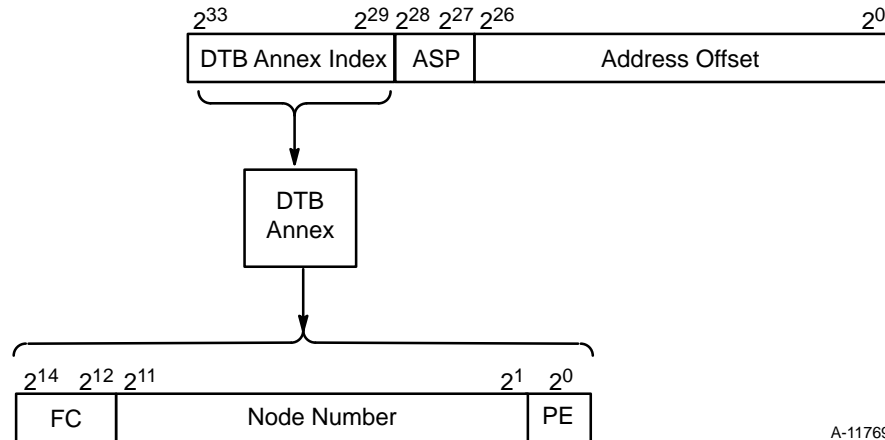 2^33 2^29 2^28 2^27 2^26 2^0
DTB Annex Index ASP Address Offset
DTB
Annex
2^14 2^12 2^11 2^1 2^0
FC Node Number PE
A-11769